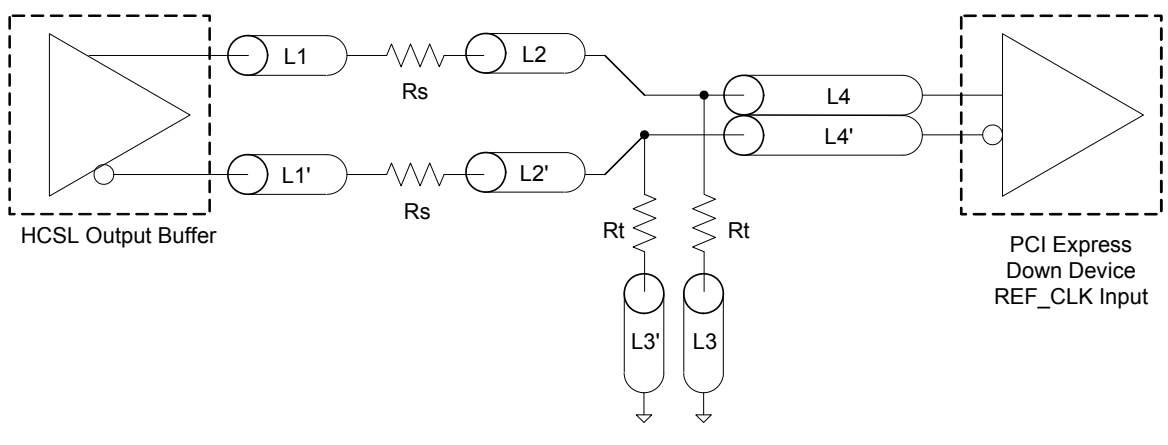 L1
Rs
L2
L4
L4'
L1'
Rs
L2'
HCSL Output Buffer
Rt
Rt
L3'
L3
PCI Express
Down Device
REF_CLK Input